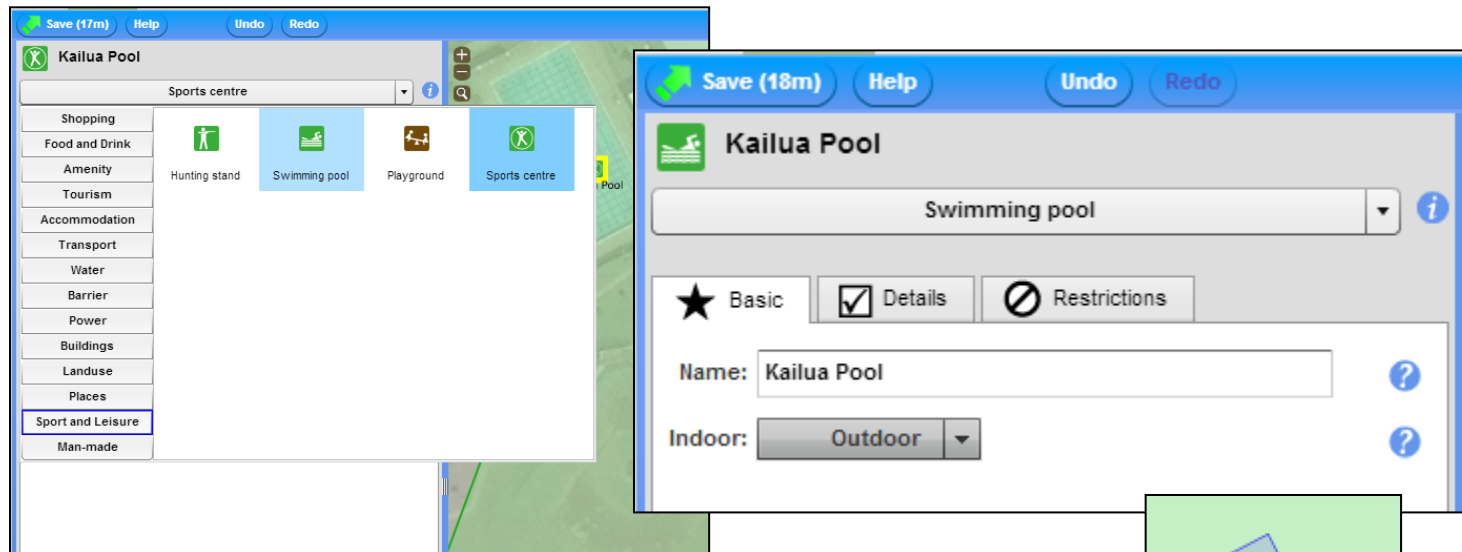 Save (17m) Help Undo Redo
Kailua Pool
Sports centre
Shopping
Food and Drink
Amenity
Tourism
Accommodation
Transport
Water
Barrier
Power
Buildings
Landuse
Places
Sport and Leisure
Man-made
Hunting stand Swimming pool Playground Sports centre
Pool
Save (18m) Help Undo Redo
Kailua Pool
Swimming pool
Basic Details Restrictions
Name: Kailua Pool
Indoor: Outdoor